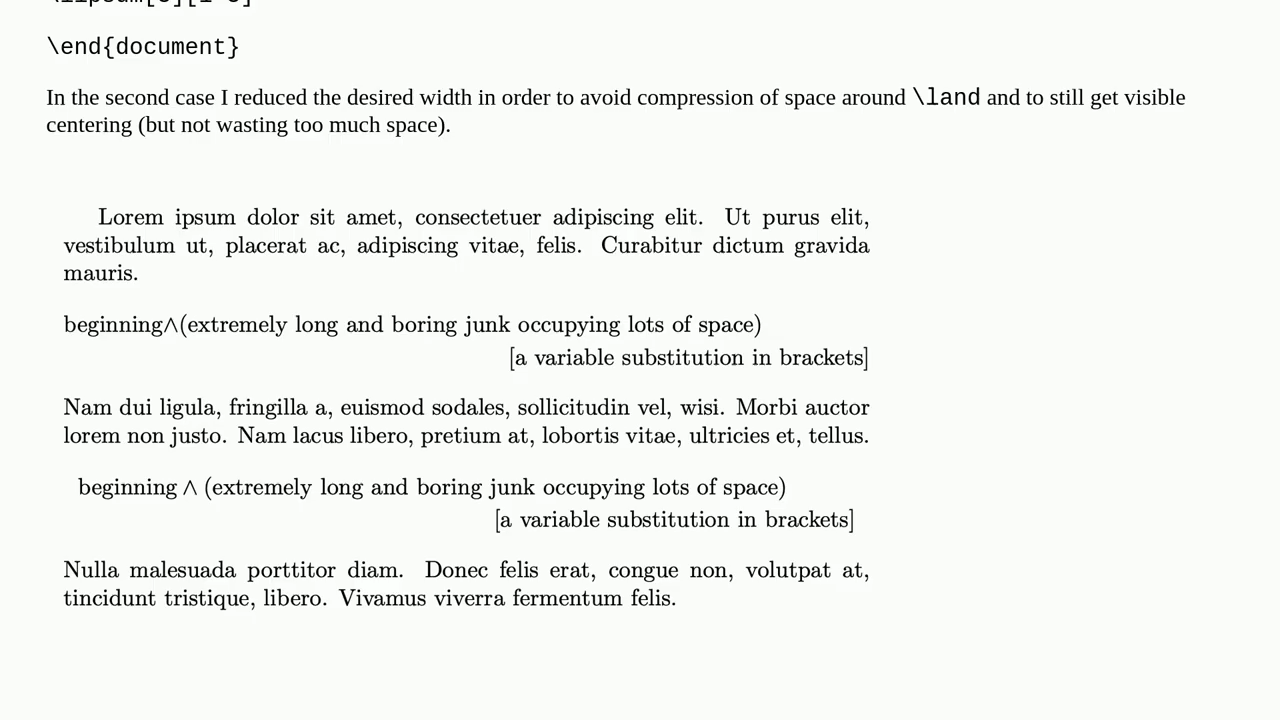 \end{document}
In the second case I reduced the desired width in order to avoid compression of space around \land and to still get visible
centering (but not wasting too much space).
Lorem ipsum dolor sit amet, consectetuer adipiscing elit. Ut purus elit,
vestibulum ut, placerat ac, adipiscing vitae, felis. Curabitur dictum gravida
mauris.
beginning∧(extremely long and boring junk occupying lots of space)
[a variable substitution in brackets]
Nam dui ligula, fringilla a, euismod sodales, sollicitudin vel, wisi. Morbi auctor
lorem non justo. Nam lacus libero, pretium at, lobortis vitae, ultricies et, tellus.
beginning ∧ (extremely long and boring junk occupying lots of space)
[a variable substitution in brackets]
Nulla malesuada porttitor diam. Donec felis erat, congue non, volutpat at,
tincidunt tristique, libero. Vivamus viverra fermentum felis.